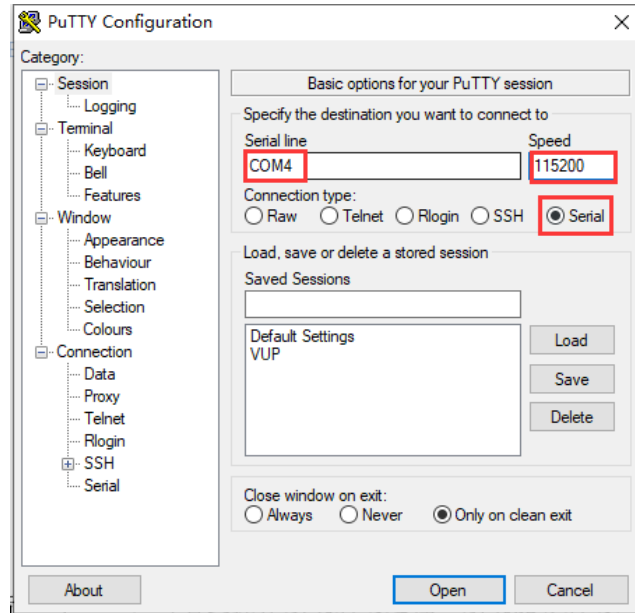 PuTTY Configuration
Category:
Session
Logging
Terminal
Keyboard
Bell
Features
Window
Appearance
Behaviour
Translation
Selection
Colours
Connection
Data
Proxy
Telnet
Rlogin
SSH
Serial
Basic options for your PuTTY session
Specify the destination you want to connect to
Serial line Speed
COM4 115200
Connection type:
Raw Telnet Rlogin SSH Serial
Load, save or delete a stored session
Saved Sessions
Default Settings
VUP
Load
Save
Delete
Close window on exit:
Always Never Only on clean exit
About Open Cancel